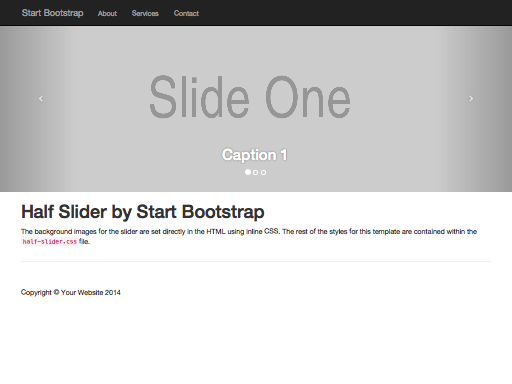 Start Bootstrap About Services Contact
Slide One
Caption 1
Half Slider by Start Bootstrap
The background images for the slider are set directly in the HTML using inline CSS. The rest of the styles for this template are contained within the
half-slider.css file.
Copyright © Your Website 2014